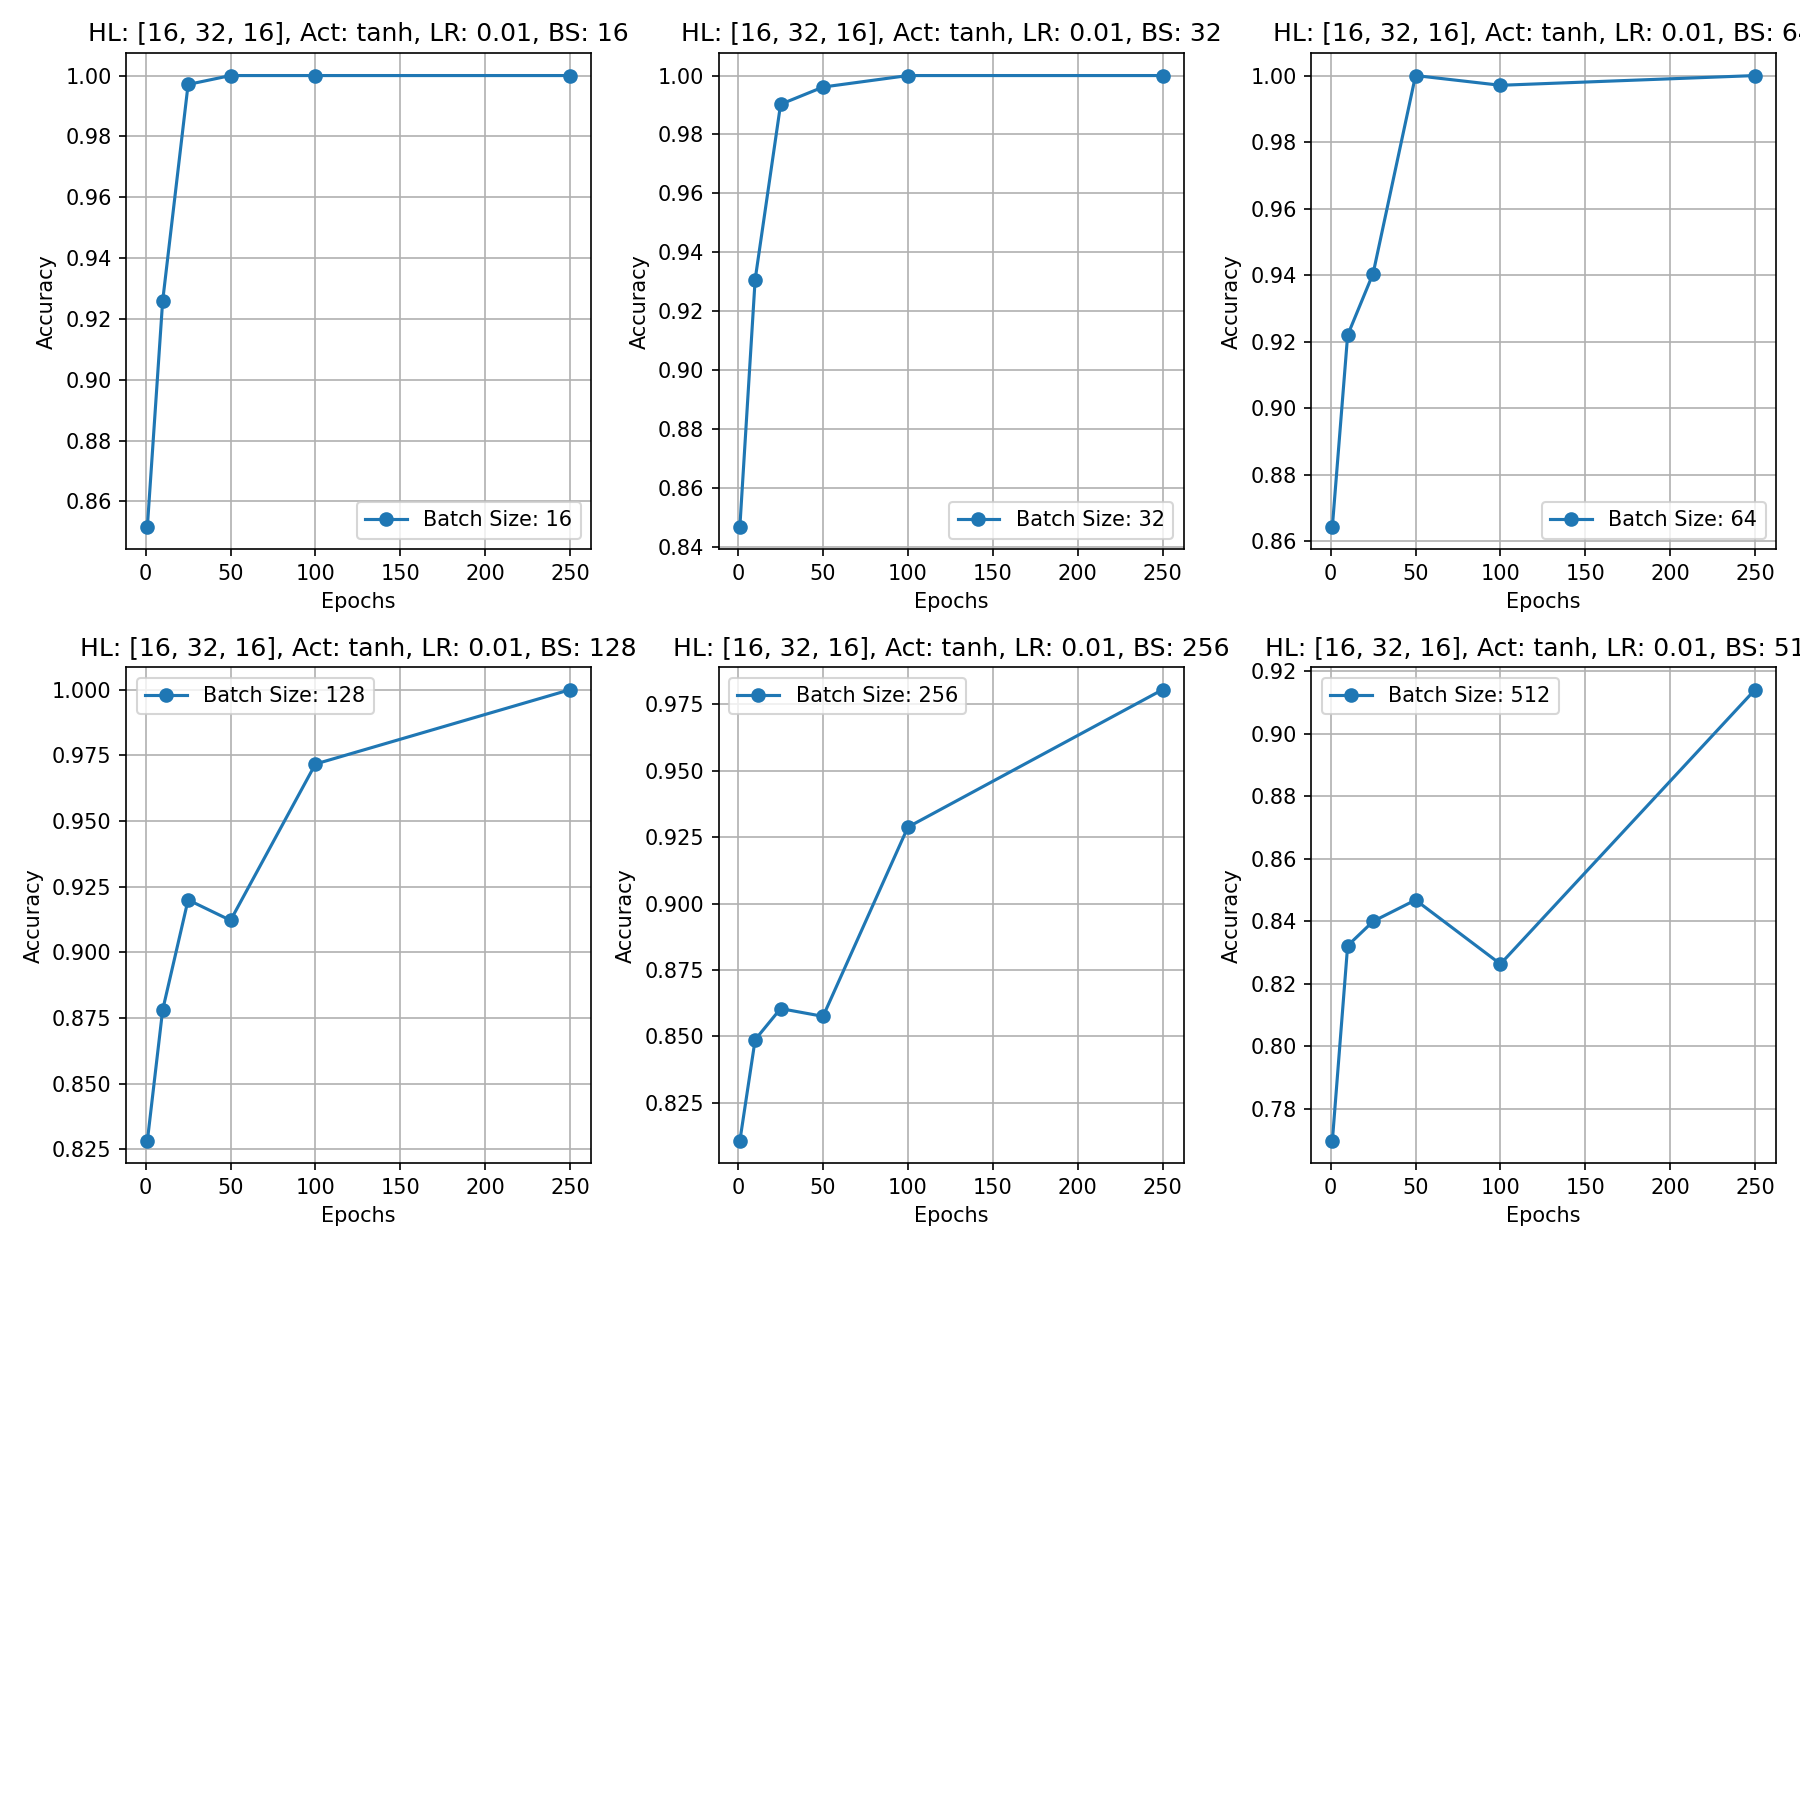 HL: [16, 32, 16], Act: tanh, LR: 0.01, BS: 16
1.00
0.98
0.96
0.94
0.92
0.90
0.88
0.86
Accuracy
Batch Size: 16
0 50 100 150 200 250
Epochs
HL: [16, 32, 16], Act: tanh, LR: 0.01, BS: 32
1.00
0.98
0.96
0.94
0.92
0.90
0.88
0.86
0.84
Accuracy
Batch Size: 32
0 50 100 150 200 250
Epochs
HL: [16, 32, 16], Act: tanh, LR: 0.01, BS: 64
1.00
0.98
0.96
0.94
0.92
0.90
0.88
0.86
Accuracy
Batch Size: 64
0 50 100 150 200 250
Epochs
HL: [16, 32, 16], Act: tanh, LR: 0.01, BS: 128
Batch Size: 128
1.000
0.975
0.950
0.925
0.900
0.875
0.850
0.825
Accuracy
0 50 100 150 200 250
Epochs
HL: [16, 32, 16], Act: tanh, LR: 0.01, BS: 256
Batch Size: 256
0.975
0.950
0.925
0.900
0.875
0.850
0.825
Accuracy
0 50 100 150 200 250
Epochs
HL: [16, 32, 16], Act: tanh, LR: 0.01, BS: 51
Batch Size: 512
0.92
0.90
0.88
0.86
0.84
0.82
0.80
0.78
Accuracy
0 50 100 150 200 250
Epochs